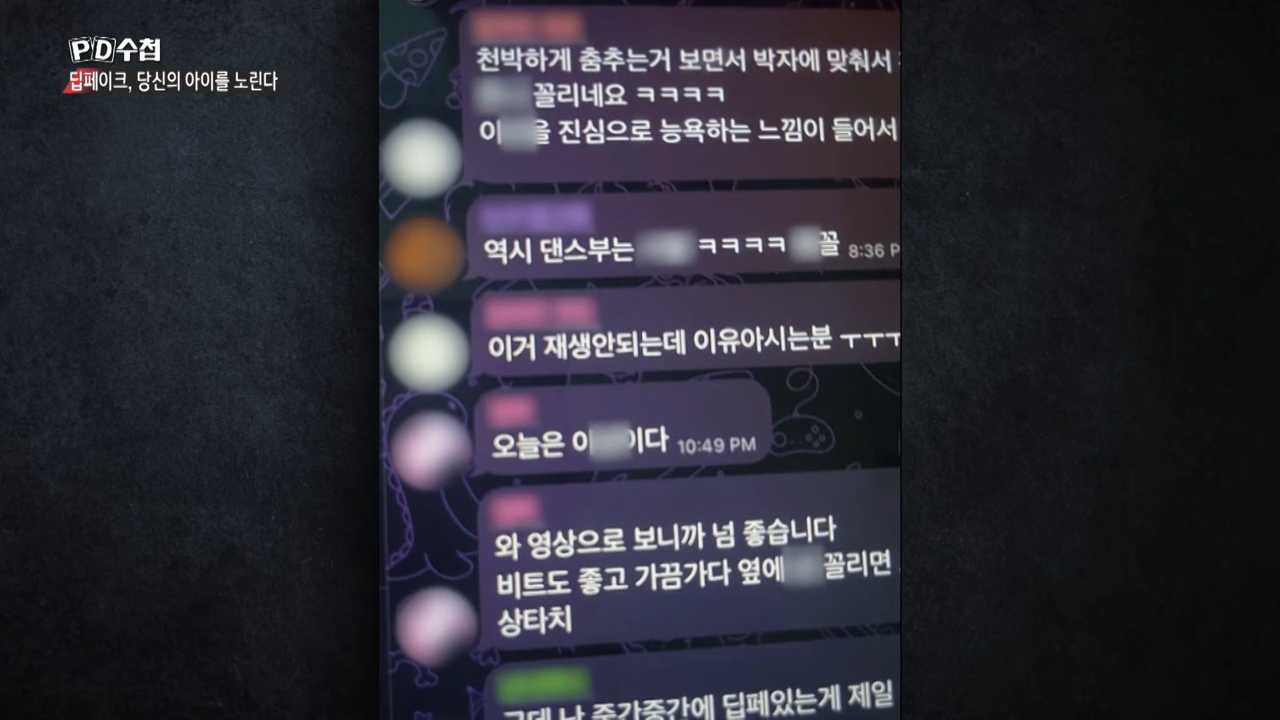 PD수첩
딥페이크, 당신의 아이를 노린다
천박하게 춤추는거 보면서 박자에 맞춰서
꼴리네요 ㅋㅋㅋㅋ
이 을 진심으로 능욕하는 느낌이 들어서
역시 댄스부는 ㅋㅋㅋㅋ 꼴 8:36 P
이거 재생안되는데 이유아시는분 ㅜㅜㅜ
오늘은 이 이다 10:49 PM
와 영상으로 보니까 넘 좋습니다
비트도 좋고 가끔가다 옆에 꼴리면
상타치
근데 난 중간중간에 딥페있는게 제일